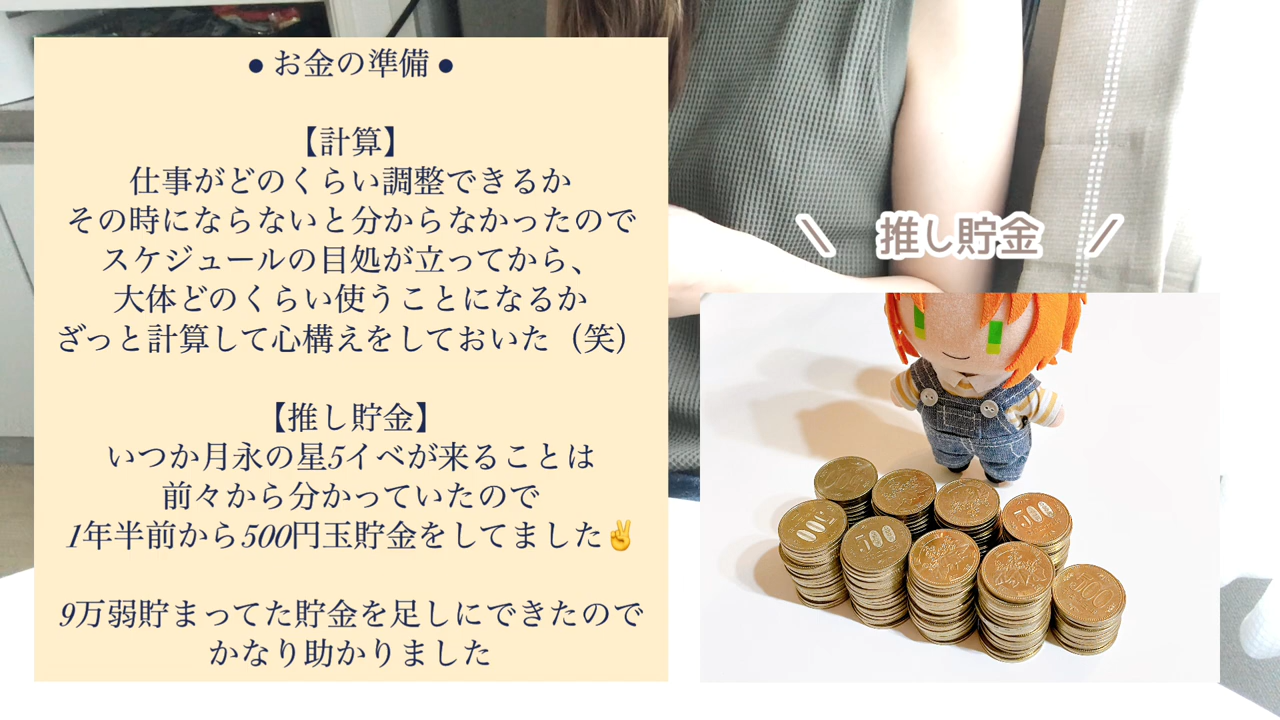 ● お金の準備 ●
【計算】
仕事がどのくらい調整できるか
その時にならないと分からなかったので
スケジュールの目処が立ってから、
大体どのくらい使うことになるか
ざっと計算して心構えをしておいた（笑）
【推し貯金】
いつか月永の星5イベが来ることは
前々から分かっていたので
1年半前から500円玉貯金をしてました✌
9万弱貯まってた貯金を足しにできたので
かなり助かりました
\ 推し貯金 /
500
500
500
500